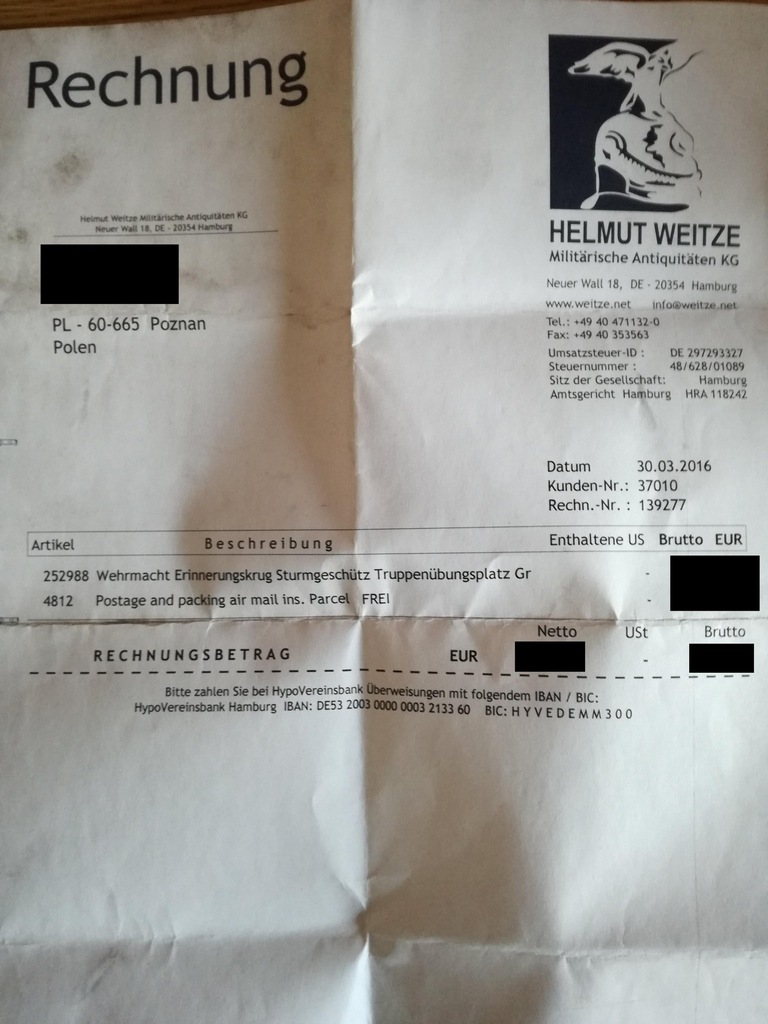 Rechnung
Helmut Weitze Militärische Antiquitäten KG
Neuer Wall 18, DE - 20354 Hamburg
PL - 60-665 Poznan
Polen
HELMUT WEITZE
Militärische Antiquitäten KG
Neuer Wall 18, DE - 20354 Hamburg
www.weitze.net info@weitze.net
Tel.: +49 40 471132-0
Fax: +49 40 353563
Umsatzsteuer-ID : DE 297293327
Steuernummer : 48/628/01089
Sitz der Gesellschaft: Hamburg
Amtsgericht Hamburg HRA 118242
Datum 30.03.2016
Kunden-Nr.: 37010
Rechn.-Nr. : 139277
Artikel Beschreibung Enthaltene US Brutto EUR
252988 Wehrmacht Erinnerungskrug Sturmgeschütz Truppenübungsplatz Gr -
4812 Postage and packing air mail ins. Parcel FREI -
Netto USt Brutto
RECHNUNGSBETRAG EUR -
Bitte zahlen Sie bei HypoVereinsbank Überweisungen mit folgendem IBAN / BIC:
HypoVereinsbank Hamburg IBAN: DE53 2003 0000 0003 2133 60 BIC: H Y V E D E M M 3 0 0